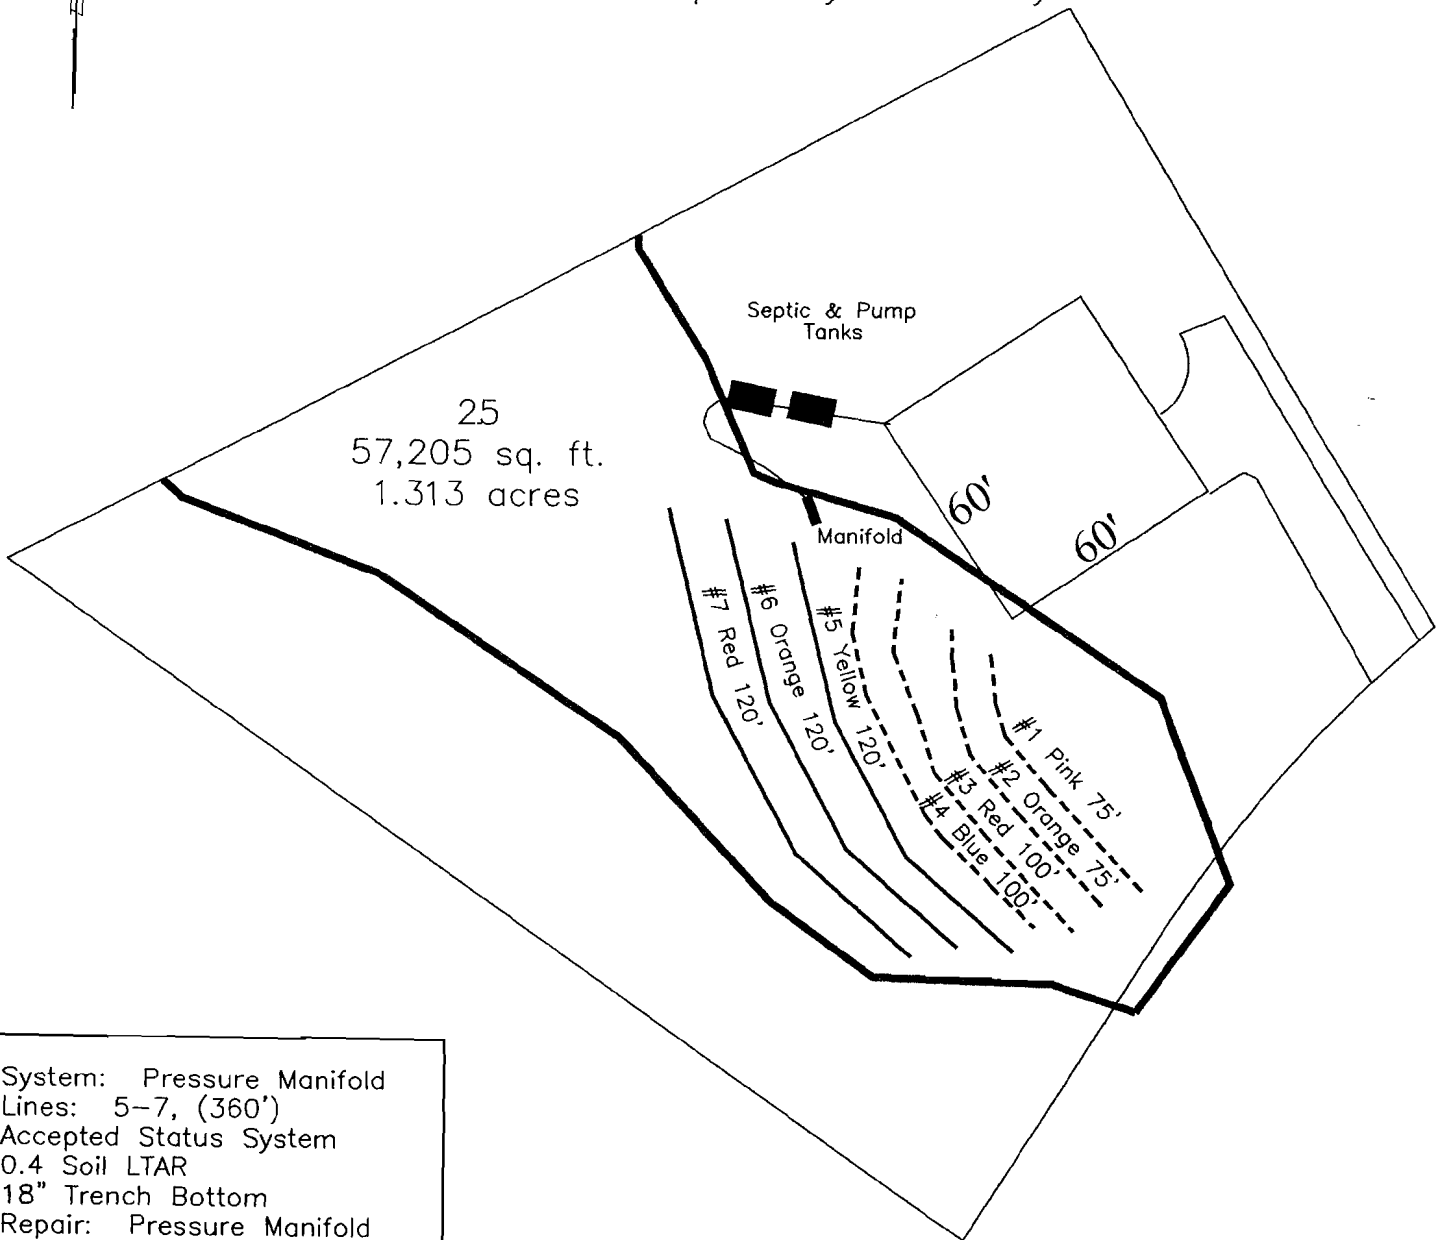 Septic & Pump
Tanks
25
57,205 sq. ft.
1.313 acres
60'
60'
Manifold
#7 Red 120'
#6 Orange 120'
#5 Yellow 120'
#4 Blue 100'
#3 Red 100'
#2 Orange 75'
#1 Pink 75'
System: Pressure Manifold
Lines: 5-7, (360')
Accepted Status System
0.4 Soil LTAR
18" Trench Bottom
Repair: Pressure Manifold